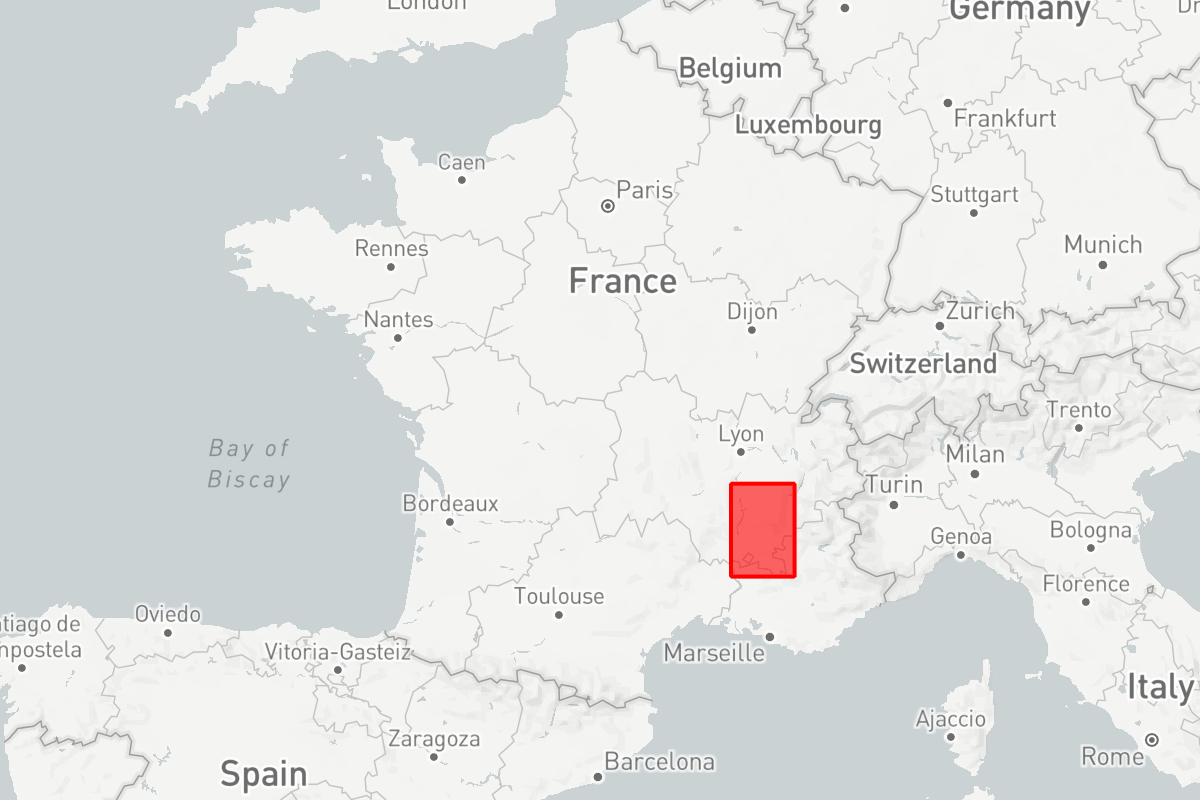 London
Germany
Dr
Belgium
Luxembourg
Frankfurt
Caen
Paris
Stuttgart
Rennes
Munich
France
Nantes
Dijon
Zurich
Switzerland
Trento
Lyon
Bay of
Biscay
Milan
Turin
Bordeaux
Genoa
Bologna
Florence
Toulouse
Oviedo
tiago de
npostela
Vitoria-Gasteiz
Marseille
Italy
Ajaccio
Zaragoza
Rome
Spain
Barcelona